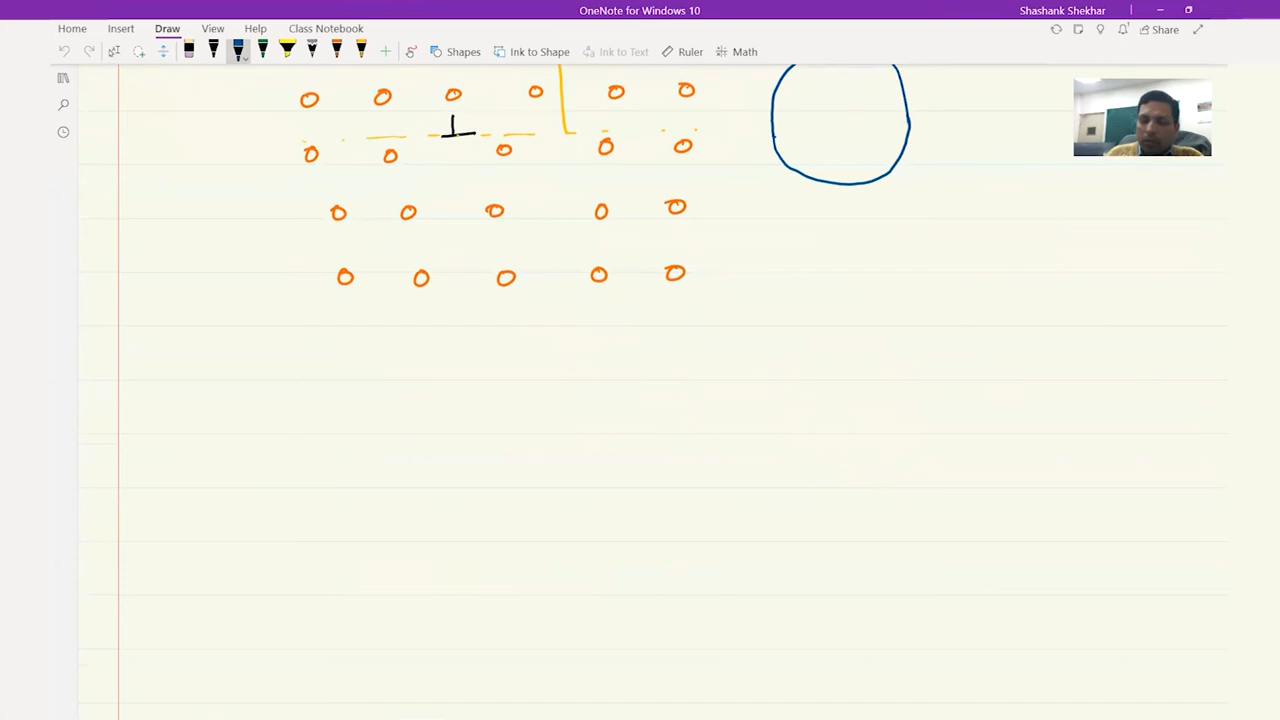 OneNote for Windows 10
Shashank Shekhar
Home Insert Draw View Help Class Notebook
Shapes Ink to Shape Ink to Text Ruler Math
Share